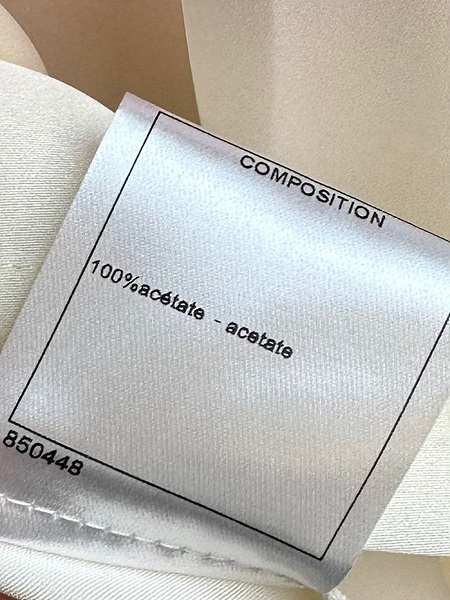 COMPOSITION
100%acétate - acetate
850448